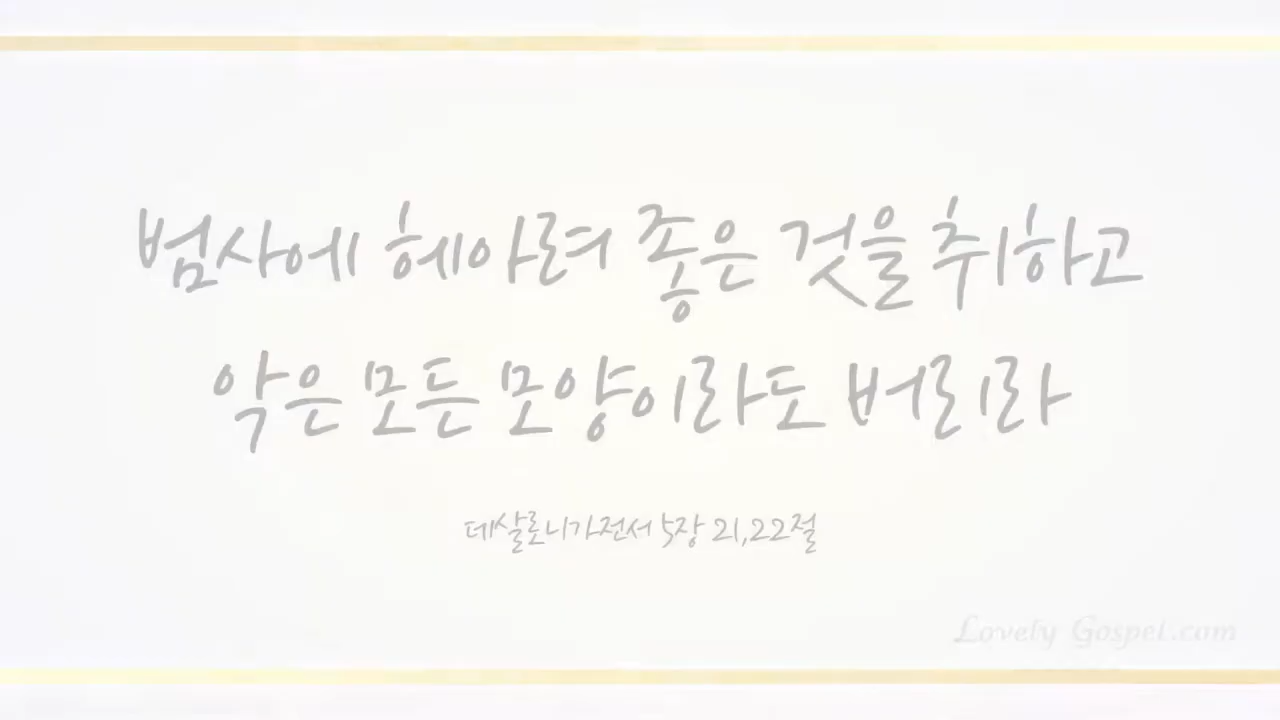 범사에 헤아려 좋은 것을 취하고
악은 모든 모양이라도 버리라
데살로니가전서 5장 21,22절
Lovely Gospel.com